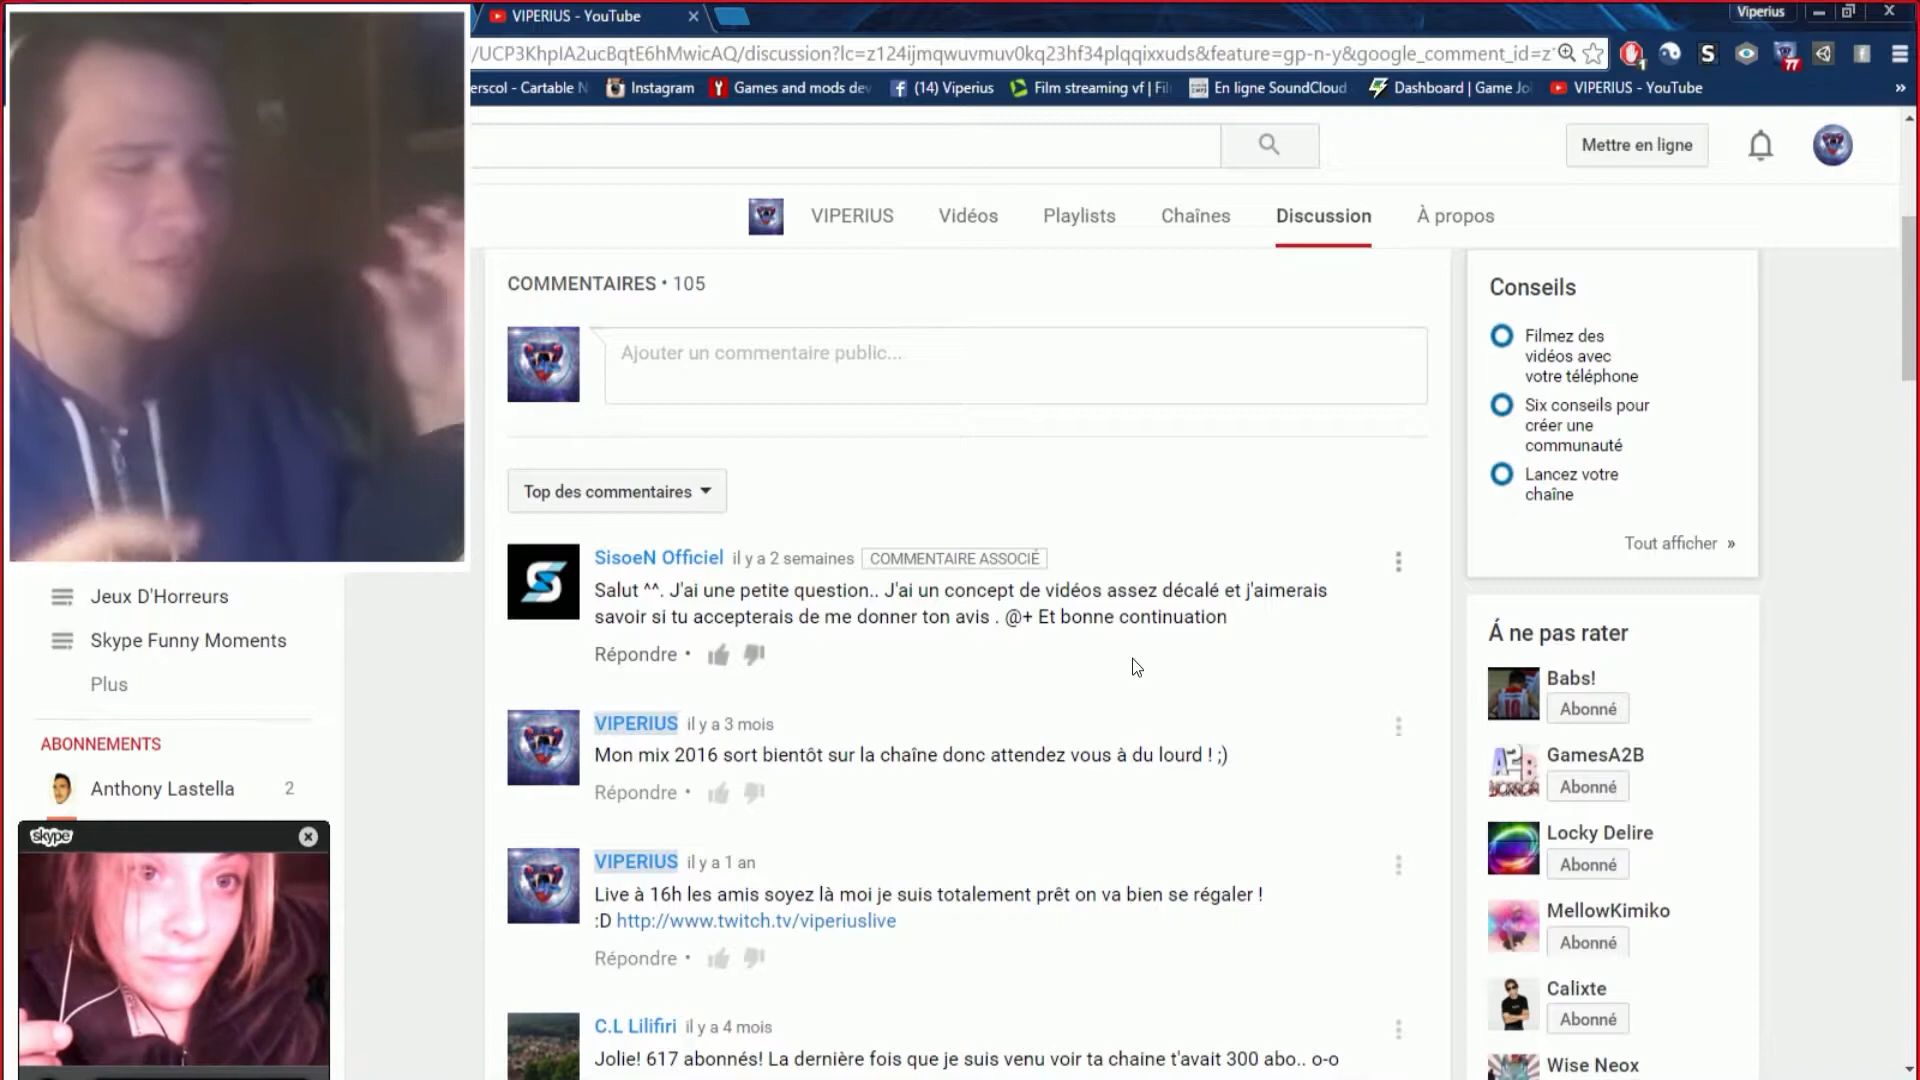 VIPERIUS - YouTube
Viperius
/UCP3KhpIA2ucBqtE6hMwicAQ/discussion?lc=z124ijmqwuvmuv0kq23hf34plqqixxuds&feature=gp-n-y&google_comment_id=z
S
1
77
f
erscol - Cartable N
Instagram
Games and mods dev
(14) Viperius
Film streaming vf | Fil
En ligne SoundCloud
Dashboard | Game Jo
VIPERIUS - YouTube
»
Mettre en ligne
VIPERIUS
Vidéos
Playlists
Chaînes
Discussion
À propos
COMMENTAIRES • 105
Ajouter un commentaire public...
Top des commentaires
SisoeN Officiel il y a 2 semaines COMMENTAIRE ASSOCIÉ
Salut ^^. J'ai une petite question.. J'ai un concept de vidéos assez décalé et j'aimerais
savoir si tu accepterais de me donner ton avis . @+ Et bonne continuation
Répondre •
VIPERIUS il y a 3 mois
Mon mix 2016 sort bientôt sur la chaîne donc attendez vous à du lourd ! ;)
Répondre •
VIPERIUS il y a 1 an
Live à 16h les amis soyez là moi je suis totalement prêt on va bien se régaler !
:D http://www.twitch.tv/viperiuslive
Répondre •
C.L Lilifiri il y a 4 mois
Jolie! 617 abonnés! La dernière fois que je suis venu voir ta chaine t'avait 300 abo.. o-o
Jeux D'Horreurs
Skype Funny Moments
Plus
ABONNEMENTS
Anthony Lastella 2
skype
Conseils
Filmez des
vidéos avec
votre téléphone
Six conseils pour
créer une
communauté
Lancez votre
chaîne
Tout afficher »
Á ne pas rater
Babs!
Abonné
GamesA2B
Abonné
Locky Delire
Abonné
MellowKimiko
Abonné
Calixte
Abonné
Wise Neox